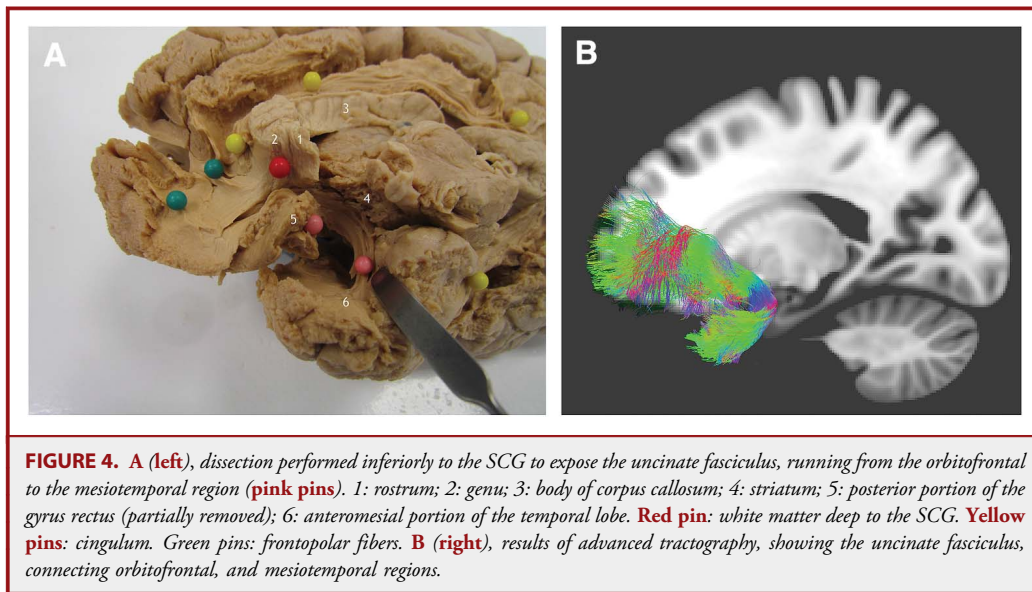 A
B
3
2
1
4
5
6
FIGURE 4. A (left), dissection performed inferiorly to the SCG to expose the uncinate fasciculus, running from the orbitofrontal
to the mesiotemporal region (pink pins). 1: rostrum; 2: genu; 3: body of corpus callosum; 4: striatum; 5: posterior portion of the
gyrus rectus (partially removed); 6: anteromesial portion of the temporal lobe. Red pin: white matter deep to the SCG. Yellow
pins: cingulum. Green pins: frontopolar fibers. B (right), results of advanced tractography, showing the uncinate fasciculus,
connecting orbitofrontal, and mesiotemporal regions.